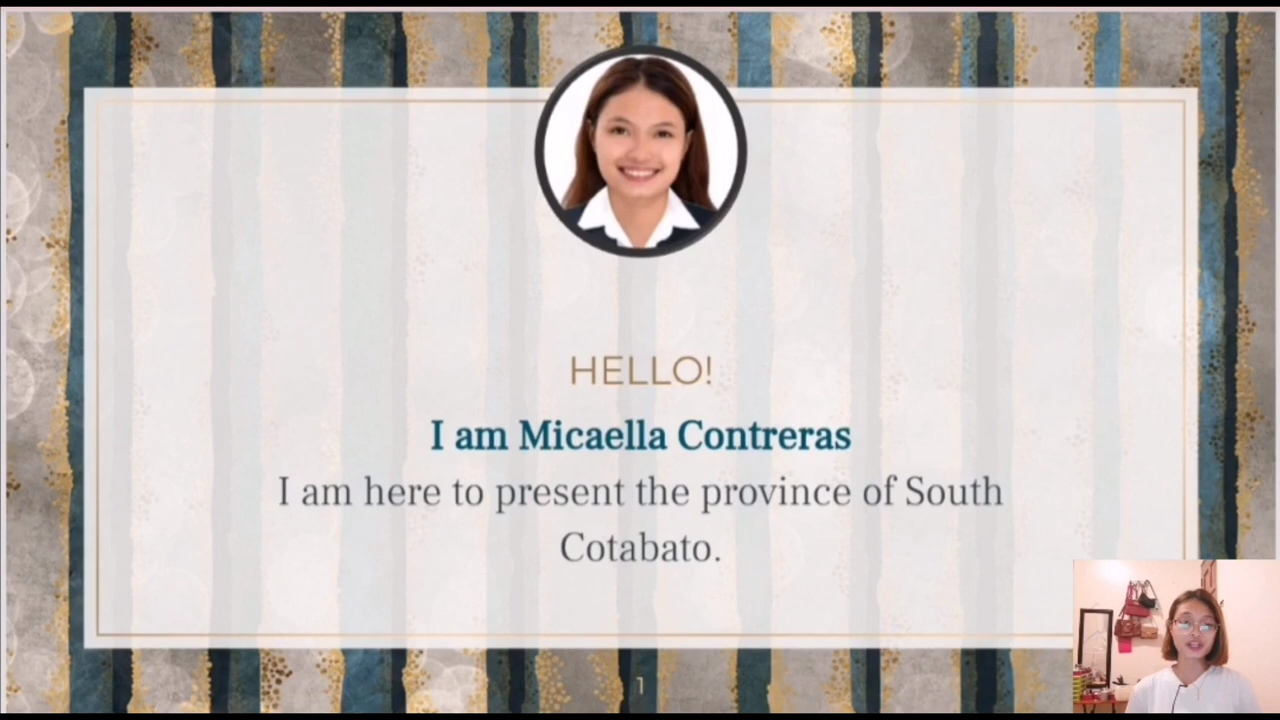 HELLO!
I am Micaella Contreras
I am here to present the province of South
Cotabato.
1